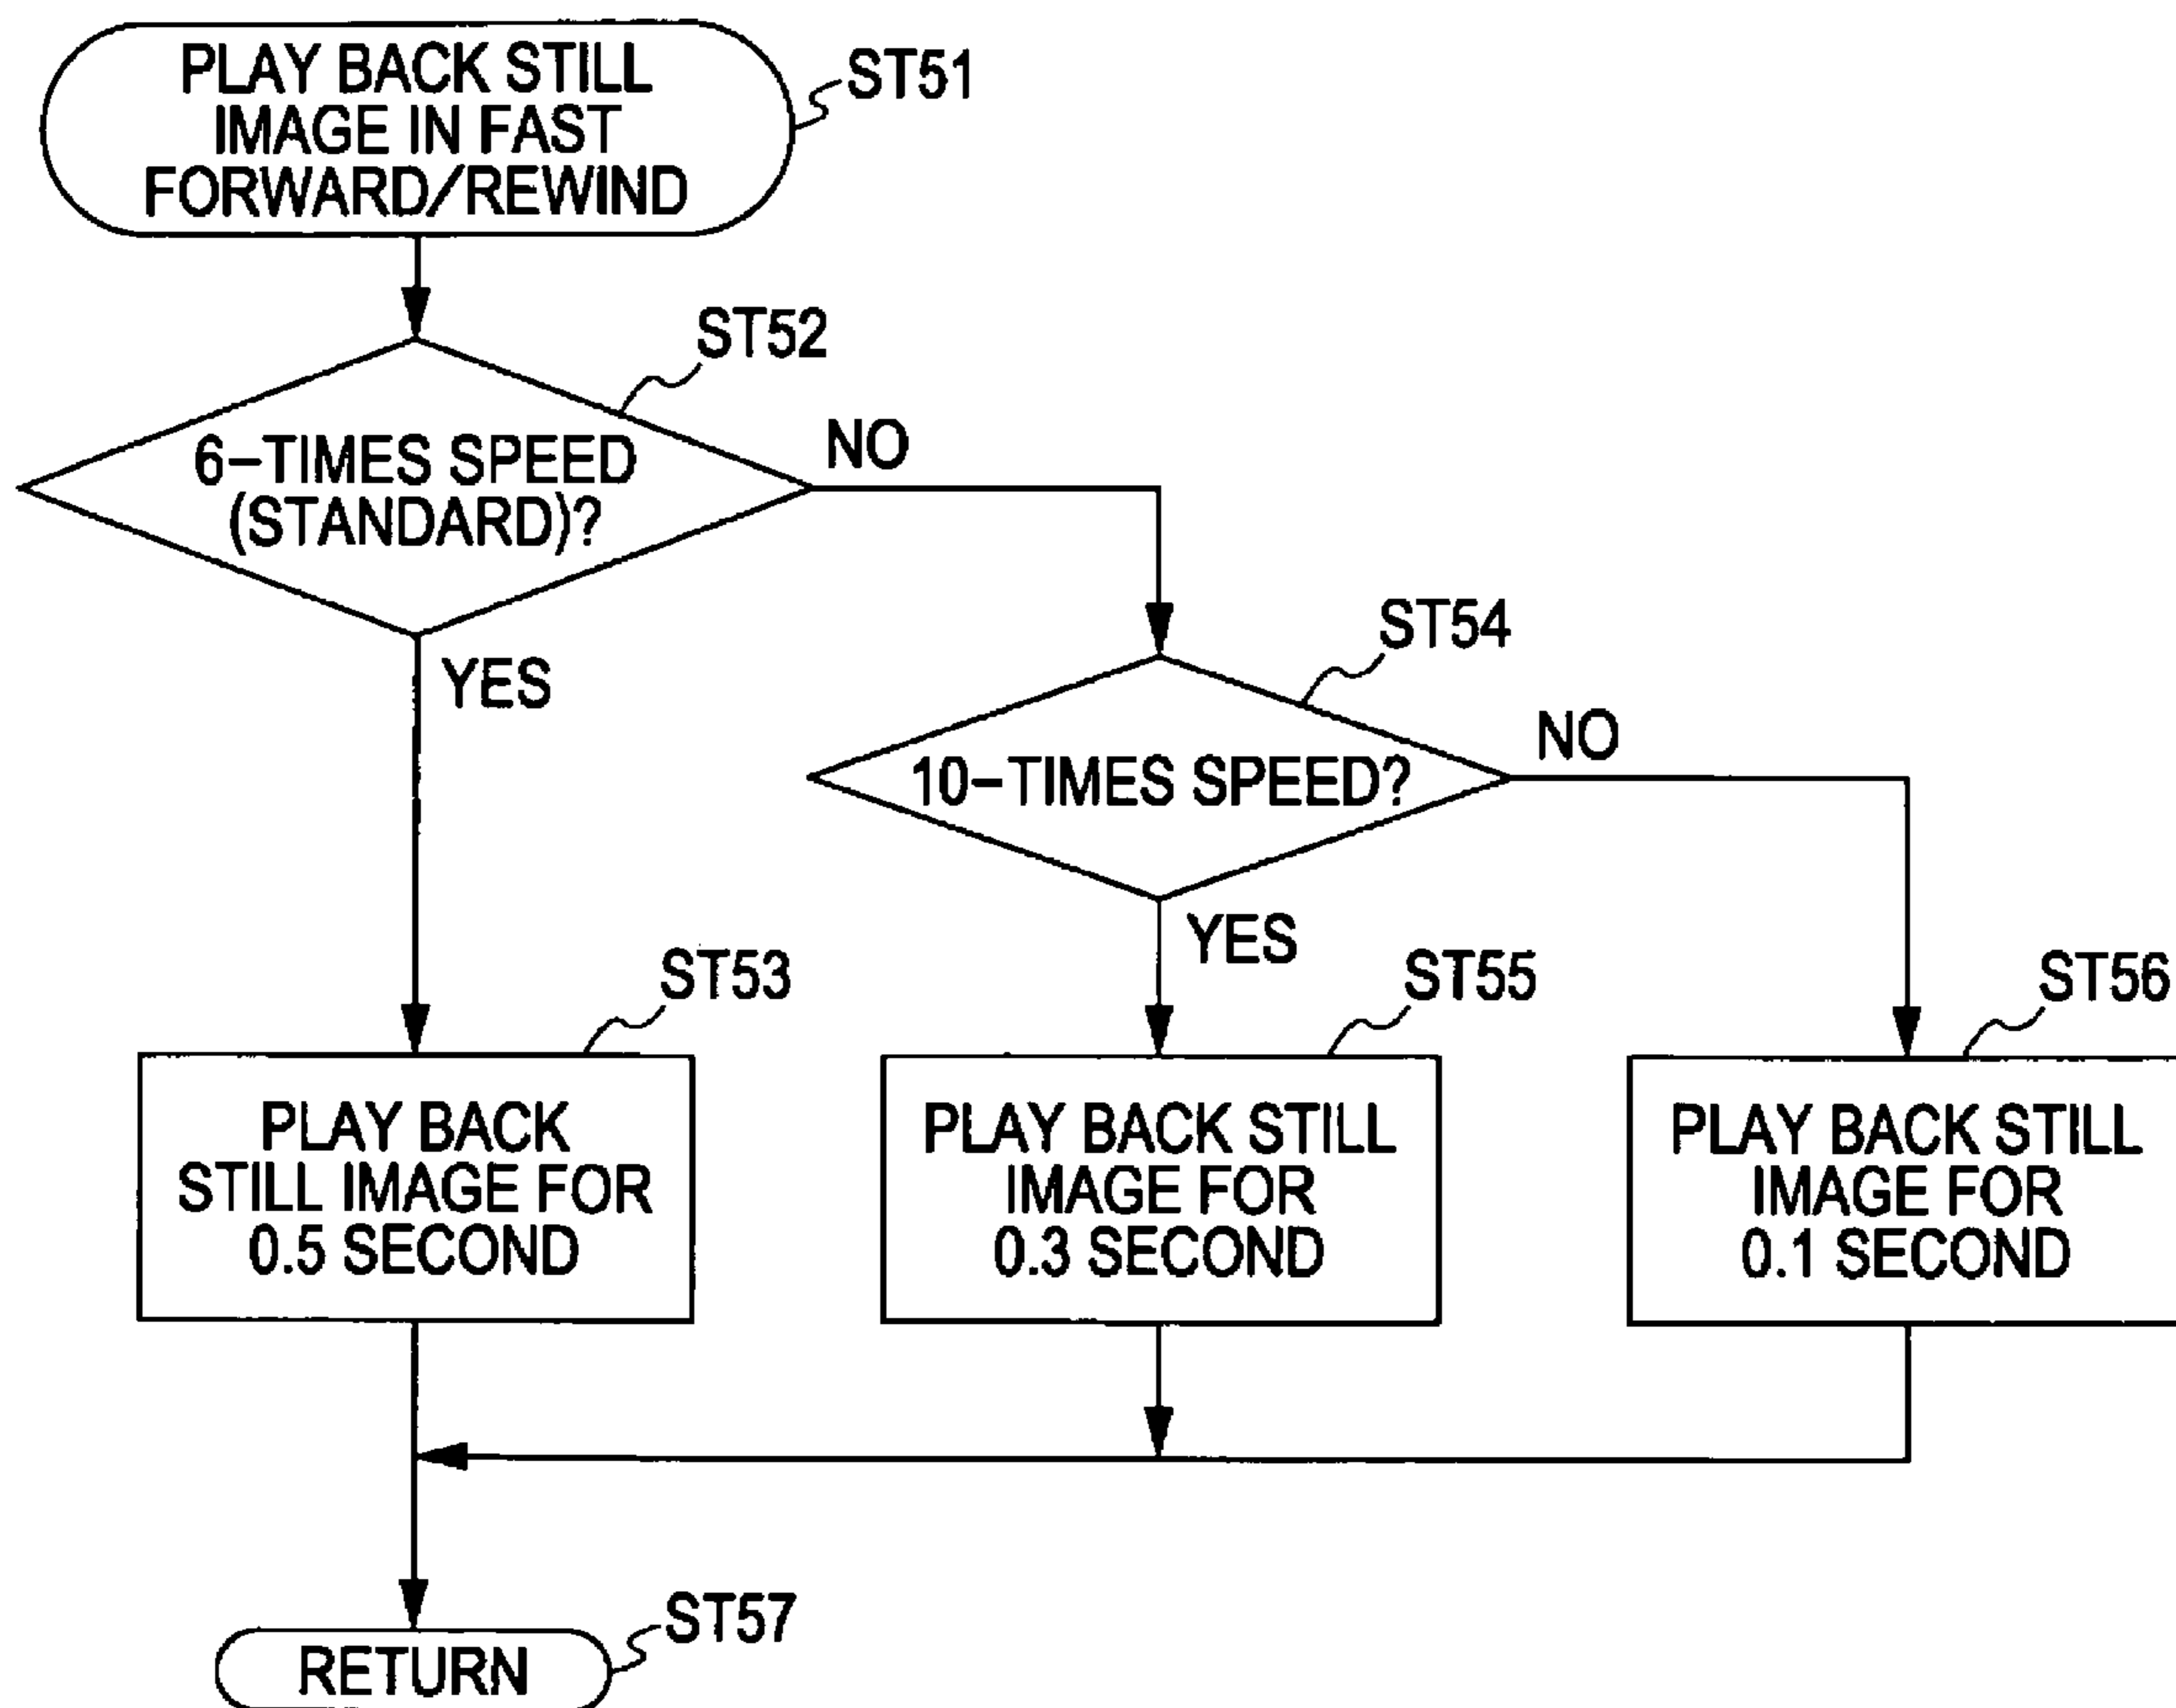 PLAY BACK STILL
IMAGE IN FAST
FORWARD/REWIND
ST51
ST52
6-TIMES SPEED
(STANDARD)?
NO
YES
ST54
10-TIMES SPEED?
NO
YES
ST53
PLAY BACK
STILL IMAGE FOR
0.5 SECOND
ST55
PLAY BACK STILL
IMAGE FOR
0.3 SECOND
ST56
PLAY BACK STILL
IMAGE FOR
0.1 SECOND
ST57
RETURN